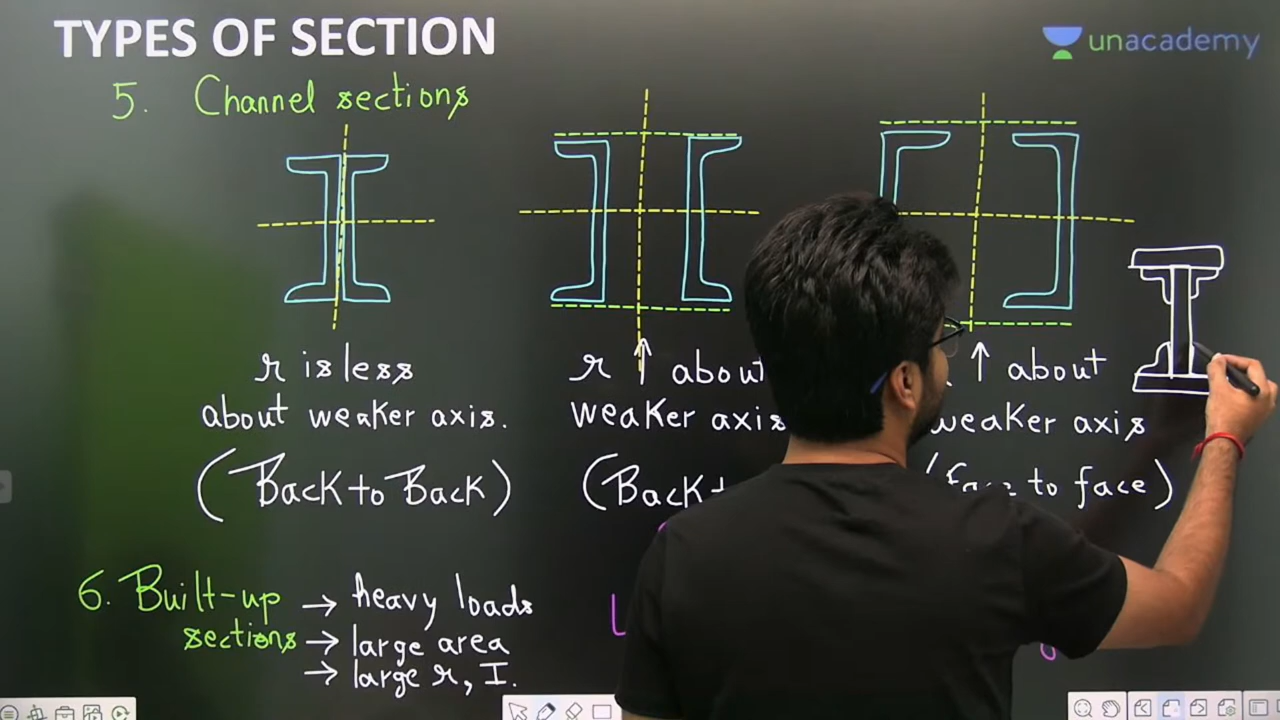 TYPES OF SECTION
unacademy
5. Channel sections
r is less
about weaker axis.
(Back to Back)
r ↑ about
weaker axis
(Back
↑ about
weaker axis
(face to face)
6. Built-up
sections
→ heavy loads
→ large area
→ large r, I.